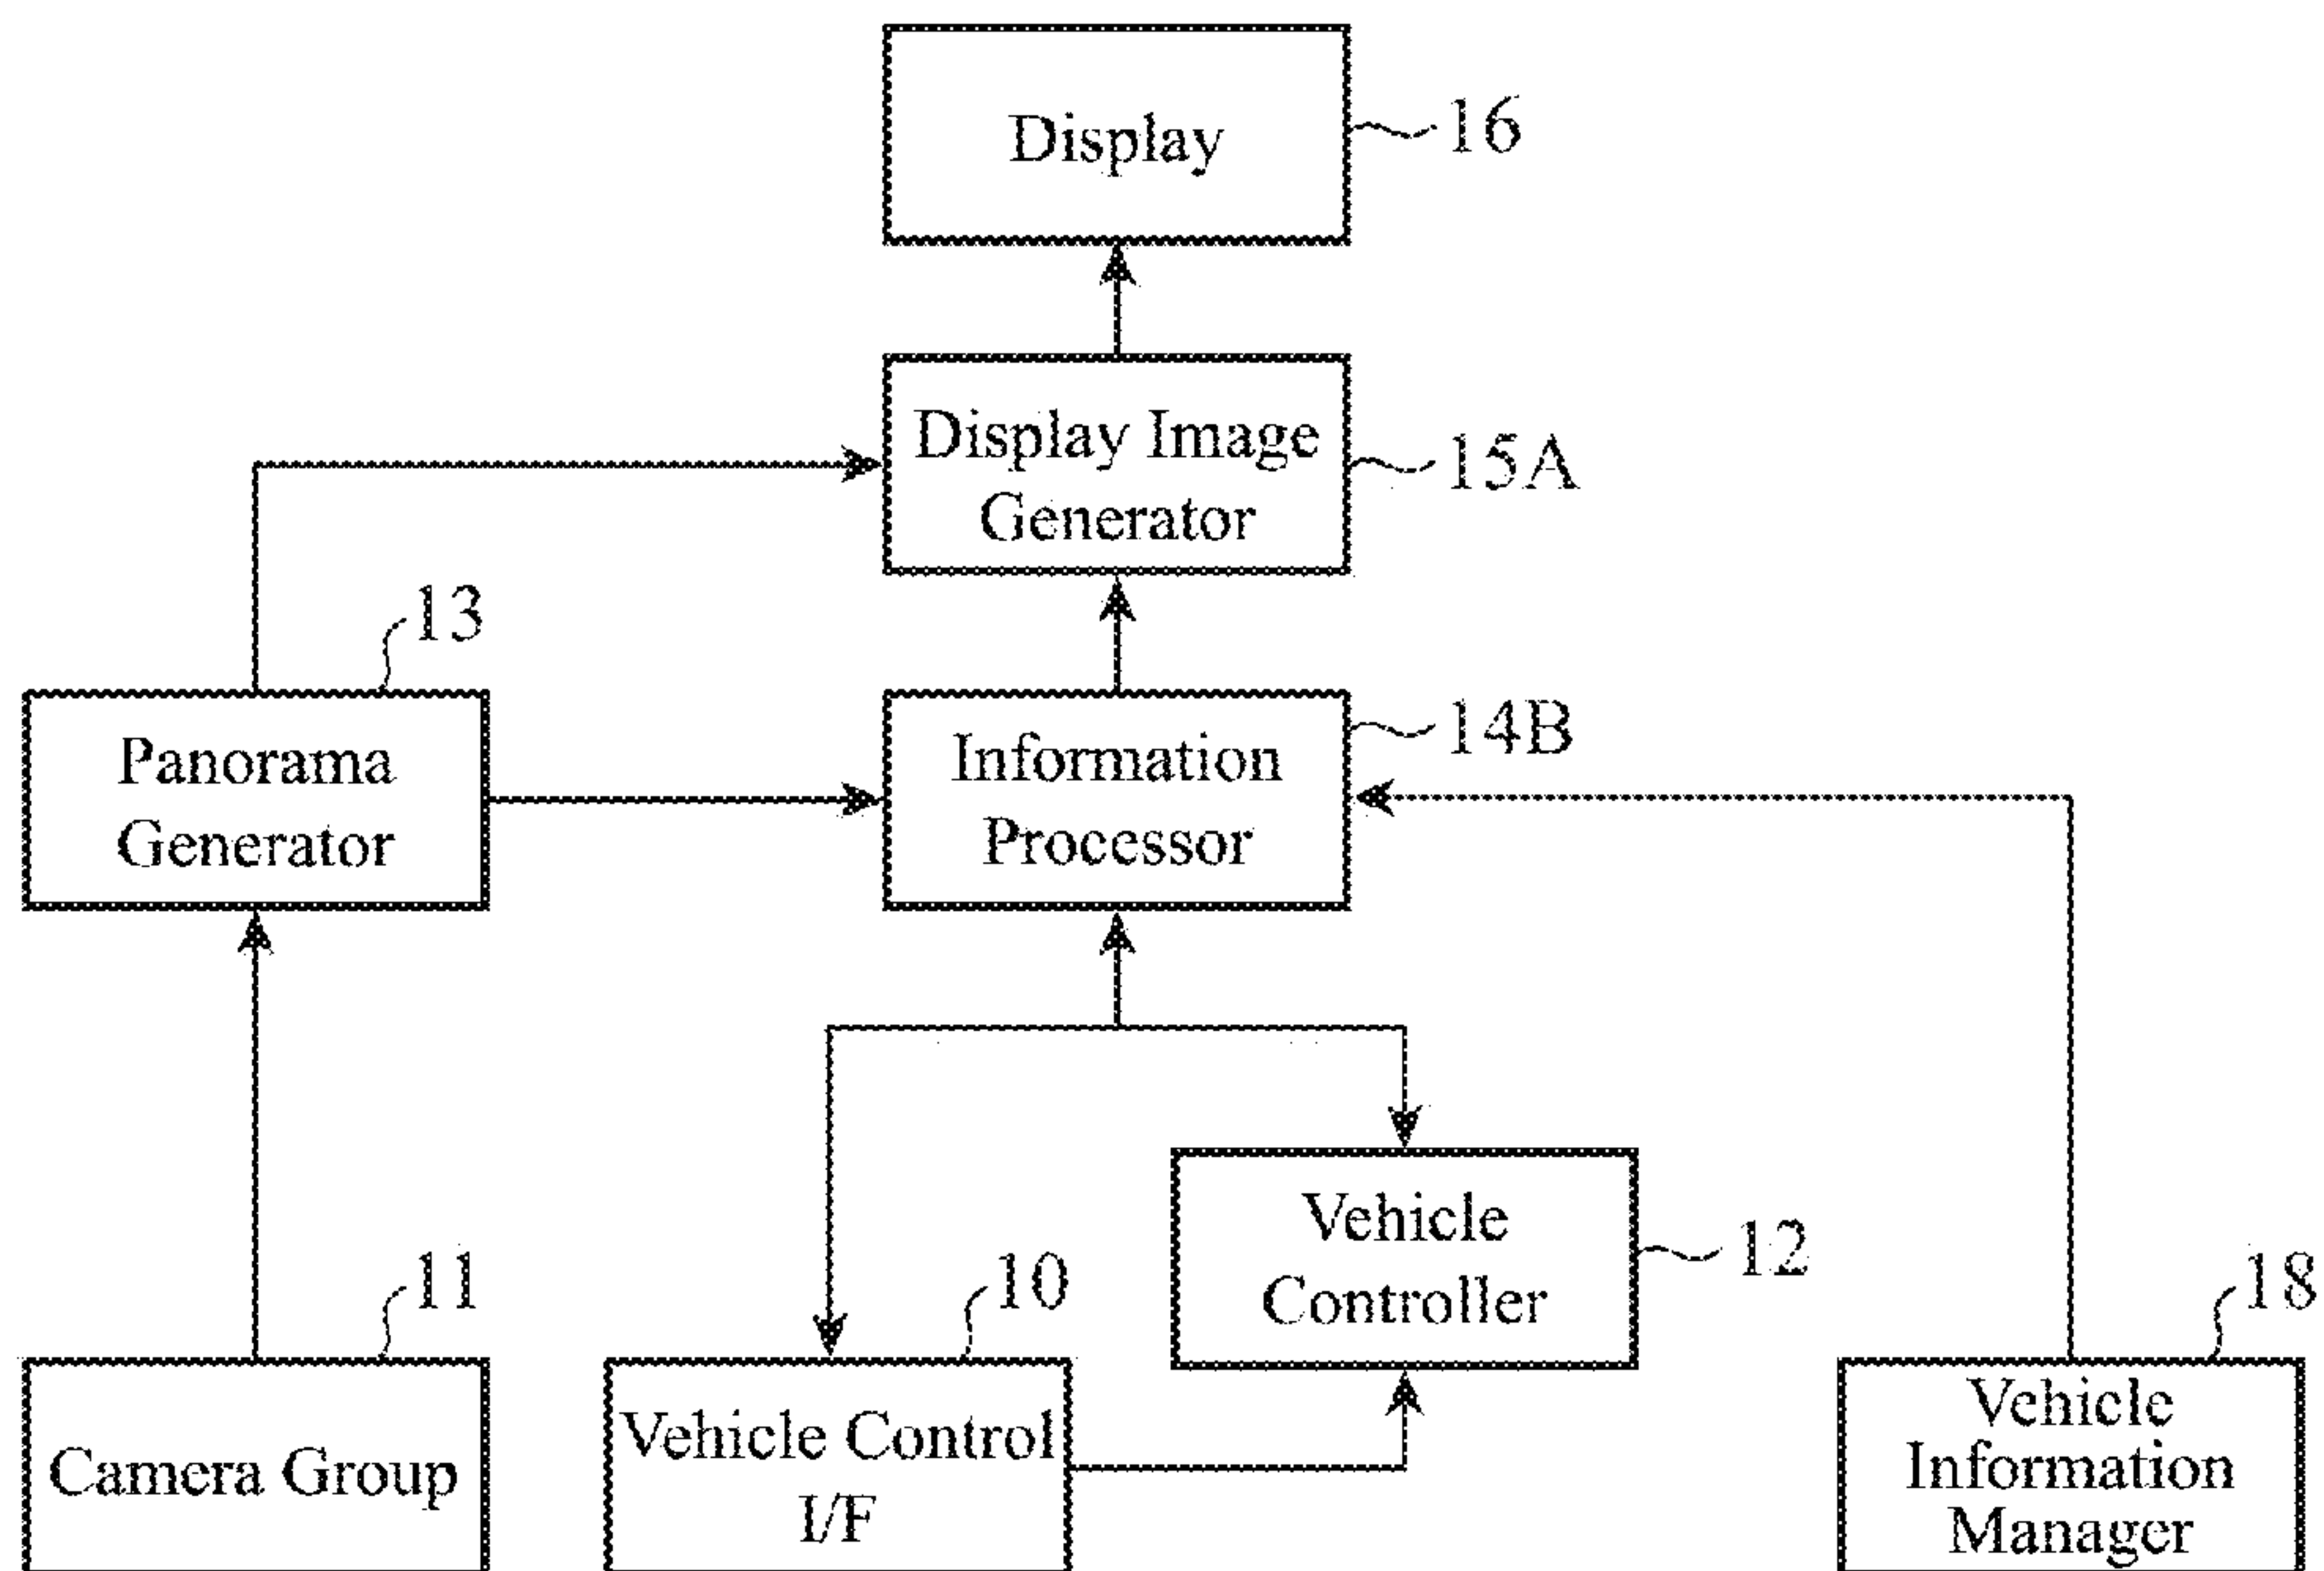 Display
16
Display Image
Generator
15A
13
Panorama
Generator
Information
Processor
14B
Vehicle
Controller
12
11
Camera Group
10
Vehicle Control
I/F
18
Vehicle
Information
Manager